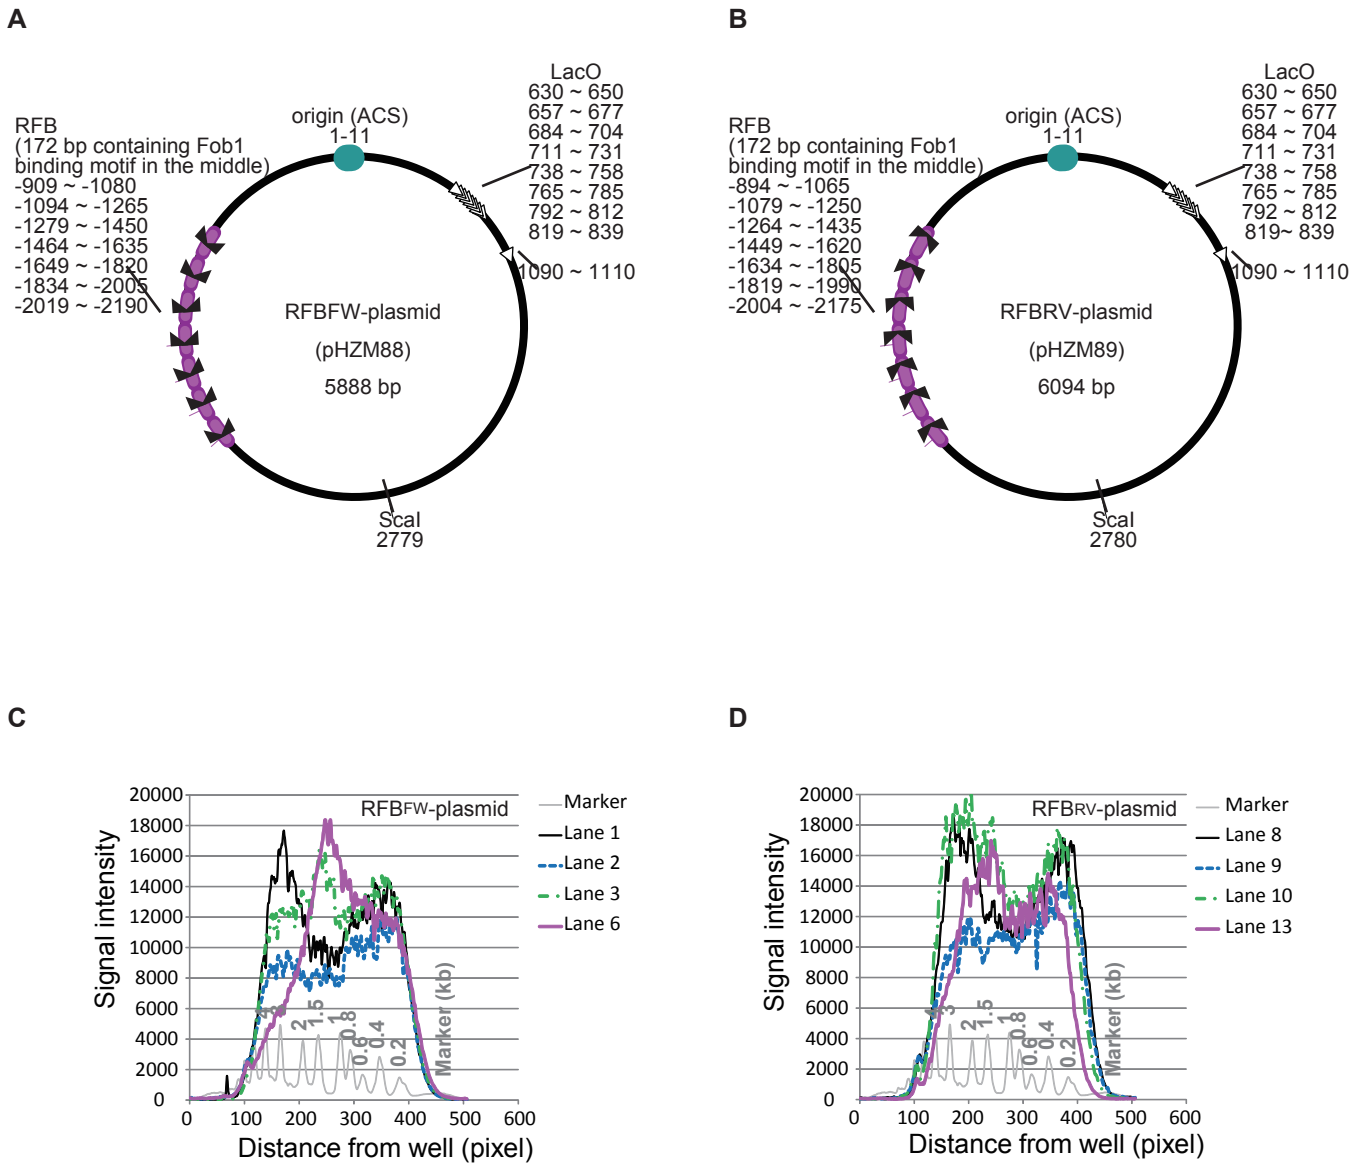 A
RFB
(172 bp containing Fob1
binding motif in the middle)
-909 ~ -1080
-1094 ~ -1265
-1279 ~ -1450
-1464 ~ -1635
-1649 ~ -1820
-1834 ~ -2005
-2019 ~ -2190
origin (ACS)
1-11
LacO
630 ~ 650
657 ~ 677
684 ~ 704
711 ~ 731
738 ~ 758
765 ~ 785
792 ~ 812
819~ 839
1090 ~ 1110
RFBFW-plasmid
(pHZM88)
5888 bp
ScaI
2779
B
RFB
(172 bp containing Fob1
binding motif in the middle)
-894 ~ -1065
-1079 ~ -1250
-1264 ~ -1435
-1449 ~ -1620
-1634 ~ -1805
-1819 ~ -1990
-2004 ~ -2175
origin (ACS)
1-11
LacO
630 ~ 650
657 ~ 677
684 ~ 704
711 ~ 731
738 ~ 758
765 ~ 785
792 ~ 812
819~ 839
1090 ~ 1110
RFBRV-plasmid
(pHZM89)
6094 bp
ScaI
2780
C
Signal intensity
20000
18000
16000
14000
12000
10000
8000
6000
4000
2000
0
RFBFW-plasmid
2
1.5
1
0.8
0.6
0.4
0.2
Marker (kb)
0 100 200 300 400 500 600
Distance from well (pixel)
Marker
Lane 1
Lane 2
Lane 3
Lane 6
D
Signal intensity
20000
18000
16000
14000
12000
10000
8000
6000
4000
2000
0
RFBRV-plasmid
3
2
1.5
1
0.8
0.6
0.4
0.2
Marker (kb)
0 100 200 300 400 500 600
Distance from well (pixel)
Marker
Lane 8
Lane 9
Lane 10
Lane 13